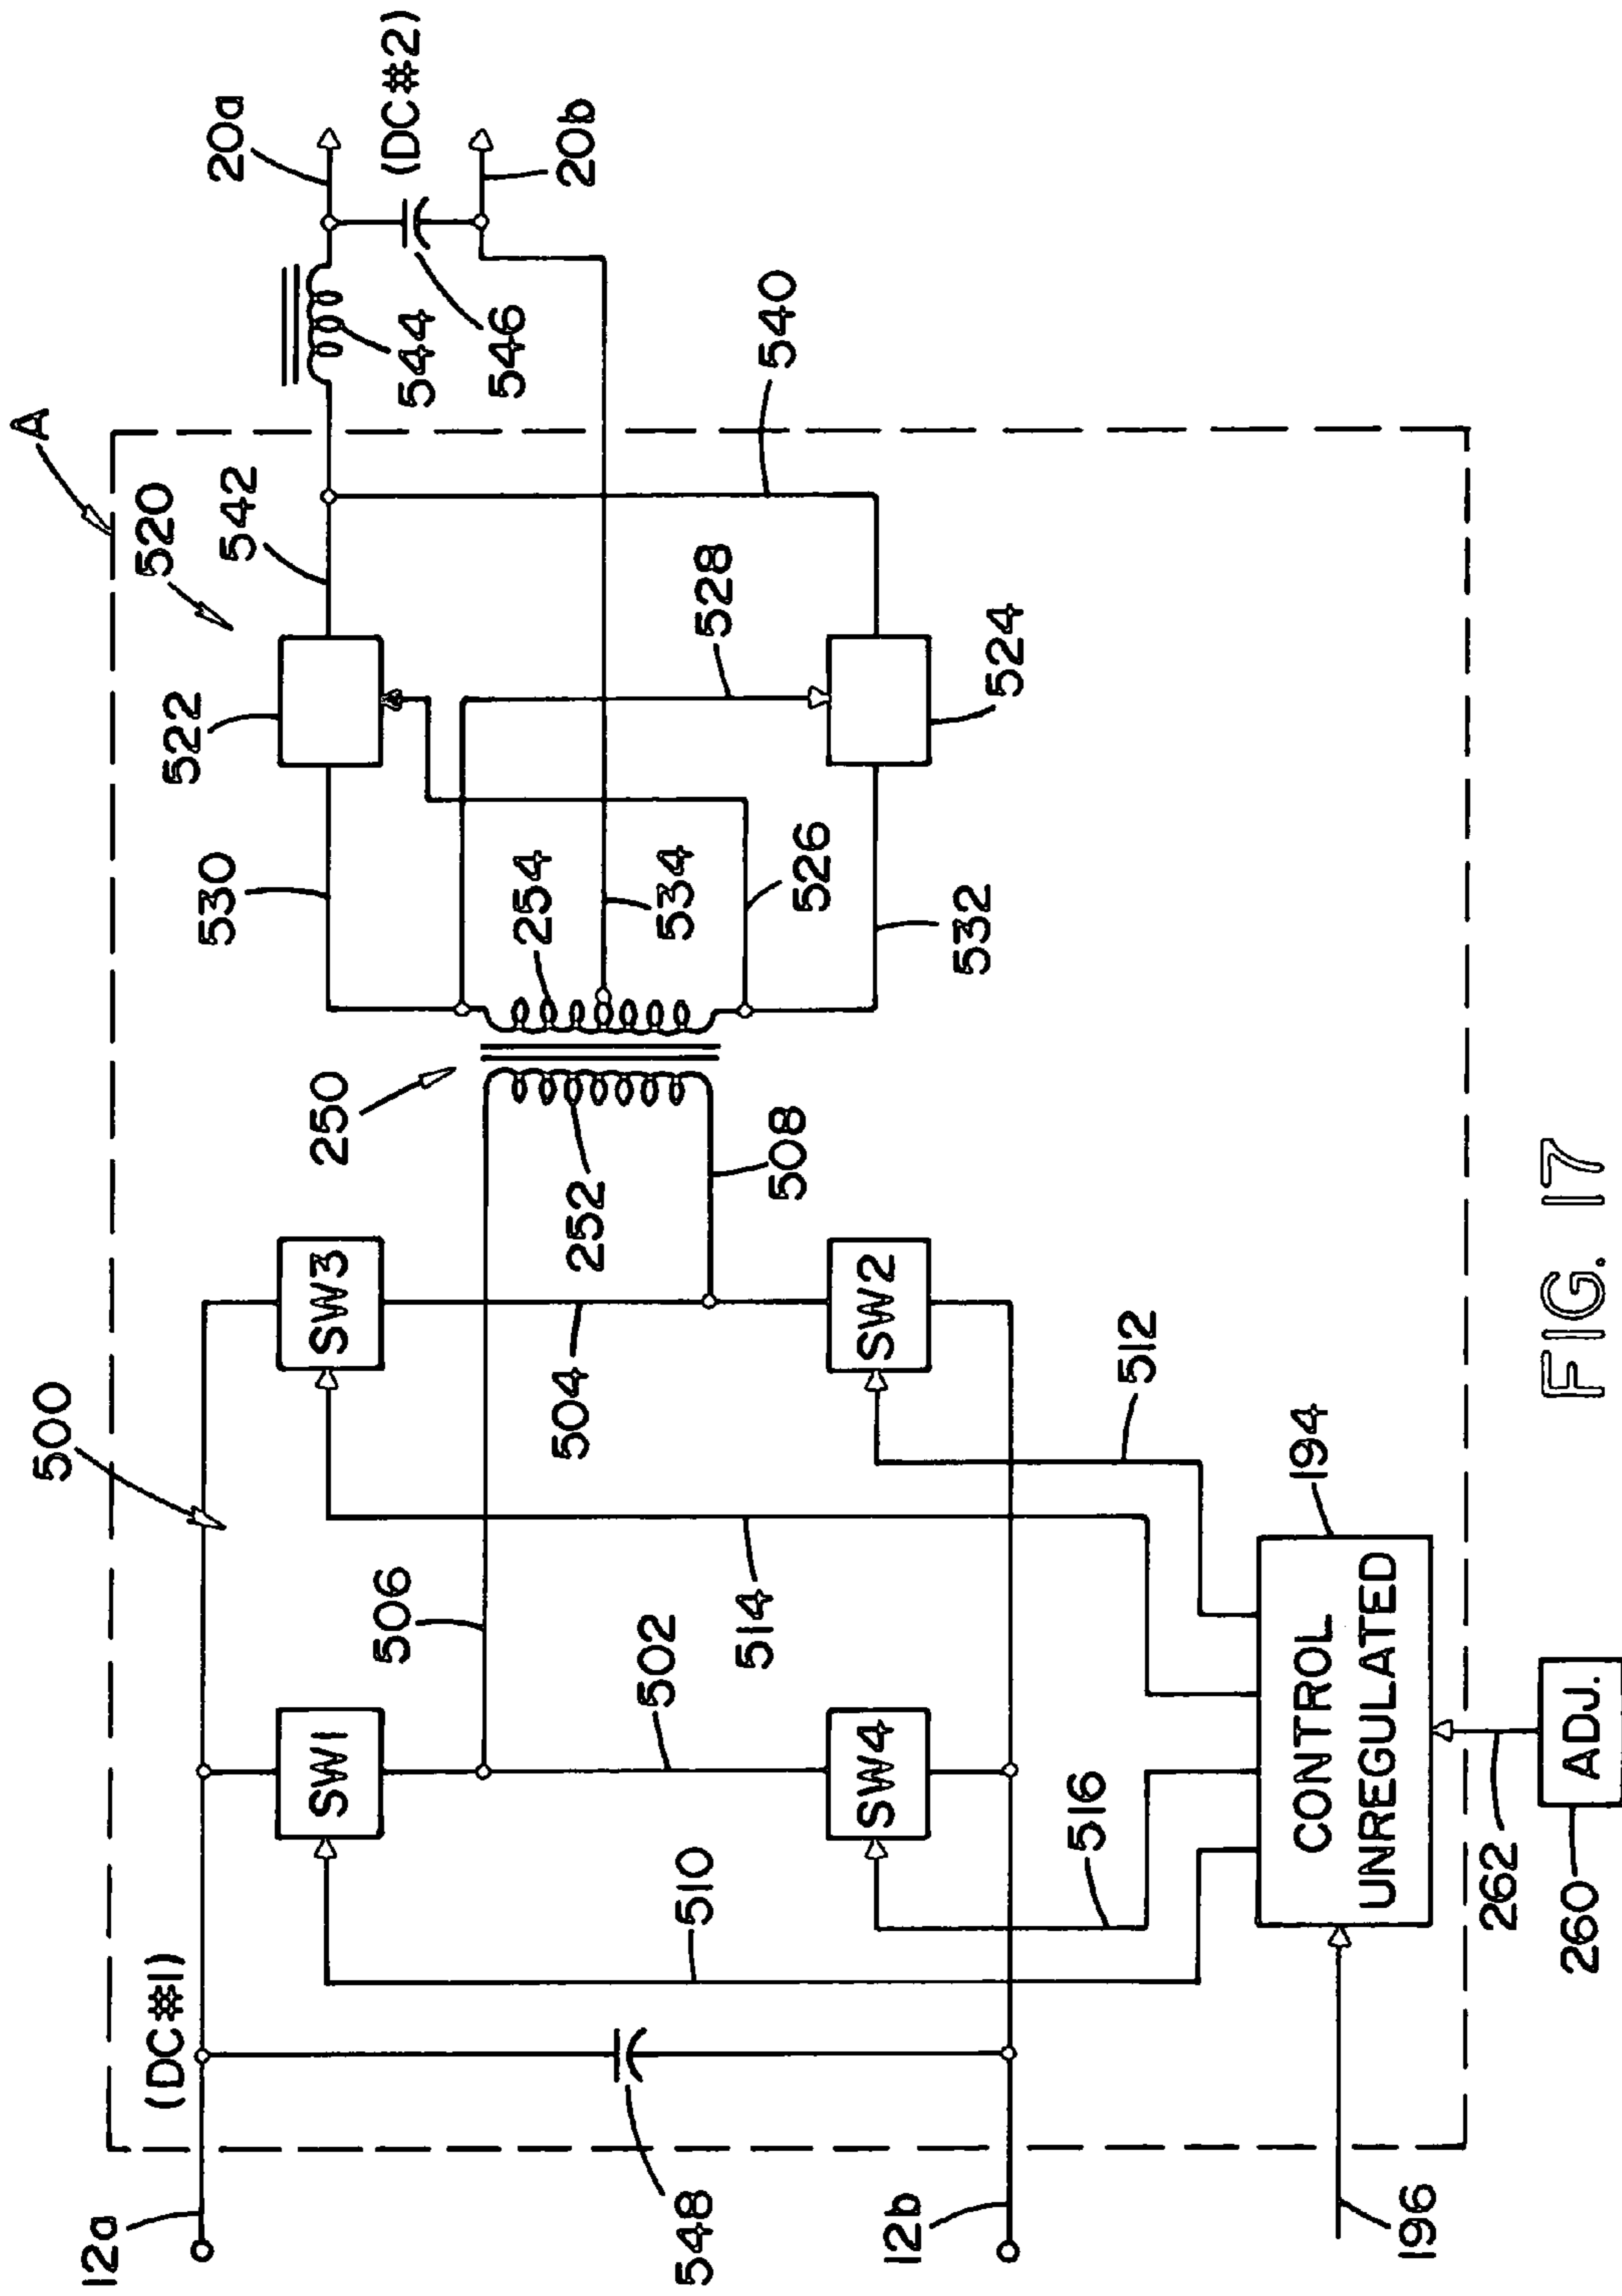 A
500
(DC#1)
12a
SW1
SW3
522
520
542
20a
530
544
(DC#2)
20b
546
250
506
504
254
528
540
534
526
252
508
502
514
510
548
SW4
SW2
524
532
12b
512
516
194
CONTROL
UNREGULATED
196
262
ADJ.
260
FIG. 17